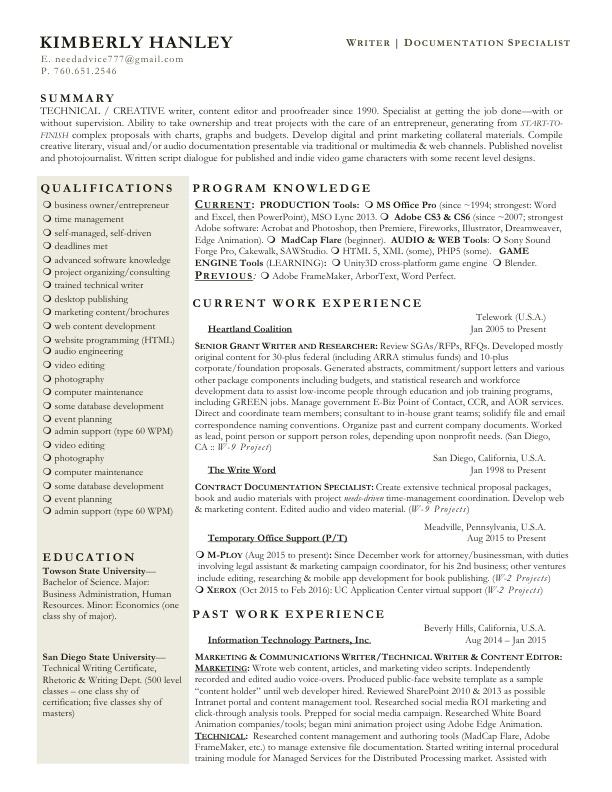 KIMBERLY HANLEY
WRITER | DOCUMENTATION SPECIALIST
E. needadvice777@gmail.com
P. 760.651.2546
SUMMARY
TECHNICAL / CREATIVE writer, content editor and proofreader since 1990. Specialist at getting the job done—with or
without supervision. Ability to take ownership and treat projects with the care of an entrepreneur, generating from START-TO-
FINISH complex proposals with charts, graphs and budgets. Develop digital and print marketing collateral materials. Compile
creative literary, visual and/or audio documentation presentable via traditional or multimedia & web channels. Published novelist
and photojournalist. Written script dialogue for published and indie video game characters with some recent level designs.
QUALIFICATIONS
❍ business owner/entrepreneur
❍ time management
❍ self-managed, self-driven
❍ deadlines met
❍ advanced software knowledge
❍ project organizing/consulting
❍ trained technical writer
❍ desktop publishing
❍ marketing content/brochures
❍ web content development
❍ website programming (HTML)
❍ audio engineering
❍ video editing
❍ photography
❍ computer maintenance
❍ some database development
❍ event planning
❍ admin support (type 60 WPM)
❍ video editing
❍ photography
❍ computer maintenance
❍ some database development
❍ event planning
❍ admin support (type 60 WPM)
EDUCATION
Towson State University—
Bachelor of Science. Major:
Business Administration, Human
Resources. Minor: Economics (one
class shy of major).
San Diego State University—
Technical Writing Certificate,
Rhetoric & Writing Dept. (500 level
classes – one class shy of
certification; five classes shy of
masters)
PROGRAM KNOWLEDGE
CURRENT: PRODUCTION Tools: ❍ MS Office Pro (since ~1994; strongest: Word
and Excel, then PowerPoint), MSO Lync 2013. ❍ Adobe CS3 & CS6 (since ~2007; strongest
Adobe software: Acrobat and Photoshop, then Premiere, Fireworks, Illustrator, Dreamweaver,
Edge Animation). ❍ MadCap Flare (beginner). AUDIO & WEB Tools: ❍ Sony Sound
Forge Pro, Cakewalk, SAWStudio. ❍ HTML 5, XML (some), PHP5 (some). GAME
ENGINE Tools (LEARNING): ❍ Unity3D cross-platform game engine ❍ Blender.
PREVIOUS: ❍ Adobe FrameMaker, ArborText, Word Perfect.
CURRENT WORK EXPERIENCE
Telework (U.S.A.)
Heartland Coalition Jan 2005 to Present
SENIOR GRANT WRITER AND RESEARCHER: Review SGAs/RFPs, RFQs. Developed mostly
original content for 30-plus federal (including ARRA stimulus funds) and 10-plus
corporate/foundation proposals. Generated abstracts, commitment/support letters and various
other package components including budgets, and statistical research and workforce
development data to assist low-income people through education and job training programs,
including GREEN jobs. Manage government E-Biz Point of Contact, CCR, and AOR services.
Direct and coordinate team members; consultant to in-house grant teams; solidify file and email
correspondence naming conventions. Organize past and current company documents. Worked
as lead, point person or support person roles, depending upon nonprofit needs. (San Diego,
CA :: W-9 Project)
San Diego, California, U.S.A.
The Write Word Jan 1998 to Present
CONTRACT DOCUMENTATION SPECIALIST: Create extensive technical proposal packages,
book and audio materials with project needs-driven time-management coordination. Develop web
& marketing content. Edited audio and video material. (W-9 Projects)
Meadville, Pennsylvania, U.S.A.
Temporary Office Support (P/T) Aug 2015 to Present
❍ M-PLOY (Aug 2015 to present): Since December work for attorney/businessman, with duties
involving legal assistant & marketing campaign coordinator, for his 2nd business; other ventures
include editing, researching & mobile app development for book publishing. (W-2 Projects)
❍ XEROX (Oct 2015 to Feb 2016): UC Application Center virtual support (W-2 Projects)
PAST WORK EXPERIENCE
Beverly Hills, California, U.S.A.
Information Technology Partners, Inc. Aug 2014 – Jan 2015
MARKETING & COMMUNICATIONS WRITER/TECHNICAL WRITER & CONTENT EDITOR:
MARKETING: Wrote web content, articles, and marketing video scripts. Independently
recorded and edited audio voice-overs. Produced public-face website template as a sample
“content holder” until web developer hired. Reviewed SharePoint 2010 & 2013 as possible
Intranet portal and content management tool. Researched social media ROI marketing and
click-through analysis tools. Prepped for social media campaign. Researched White Board
Animation companies/tools; began mini animation project using Adobe Edge Animation.
TECHNICAL: Researched content management and authoring tools (MadCap Flare, Adobe
FrameMaker, etc.) to manage extensive file documentation. Started writing internal procedural
training module for Managed Services for the Distributed Processing market. Assisted with